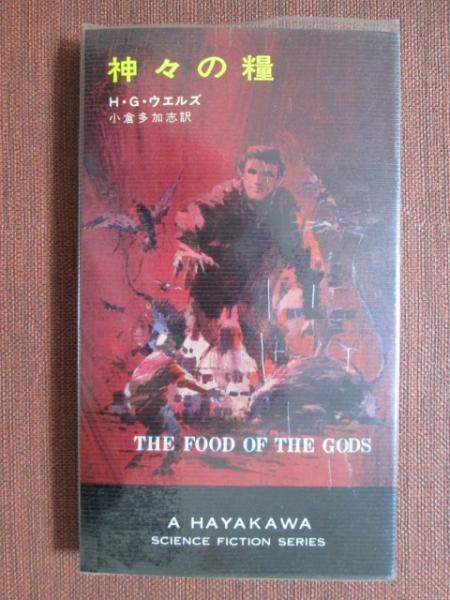 神々の糧
H・G・ウエルズ
小倉多加志訳
THE FOOD OF THE GODS
A HAYAKAWA
SCIENCE FICTION SERIES